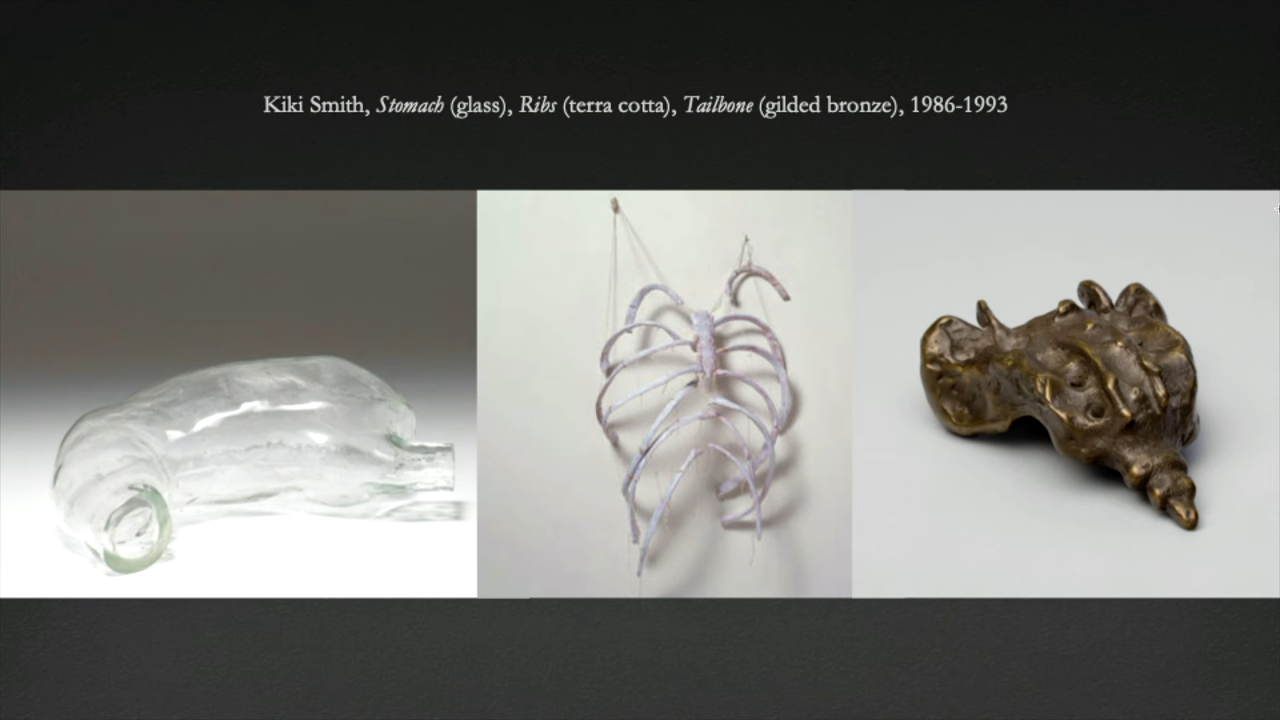 Kiki Smith, Stomach (glass), Ribs (terra cotta), Tailbone (gilded bronze), 1986-1993